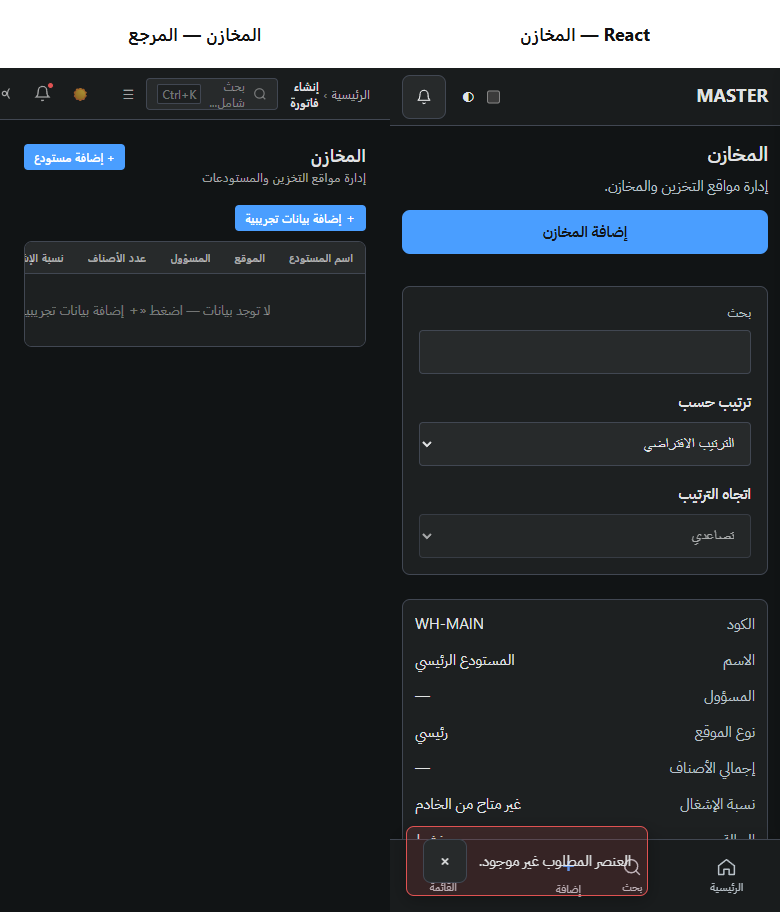 React — المخازن
المخازن — المرجع
MASTER
المخازن
إدارة مواقع التخزين والمخازن.
إضافة المخازن
بحث
ترتيب حسب
الترتيب الافتراضي
اتجاه الترتيب
تصاعدي
الكود
WH-MAIN
الاسم
المستودع الرئيسي
المسؤول
—
نوع الموقع
رئيسي
إجمالي الأصناف
—
نسبة الإشغال
غير متاح من الخادم
العنصر المطلوب غير موجود.
×
الرئيسية
بحث
إضافة
القائمة
الرئيسية ›
إنشاء
فاتورة
بحث
شامل...
Ctrl+K
المخازن
+ إضافة مستودع
إدارة مواقع التخزين والمستودعات
+ إضافة بيانات تجريبية
اسم المستودع
الموقع
المسؤول
عدد الأصناف
نسبة
لا توجد بيانات — اضغط «+ إضافة بيانات